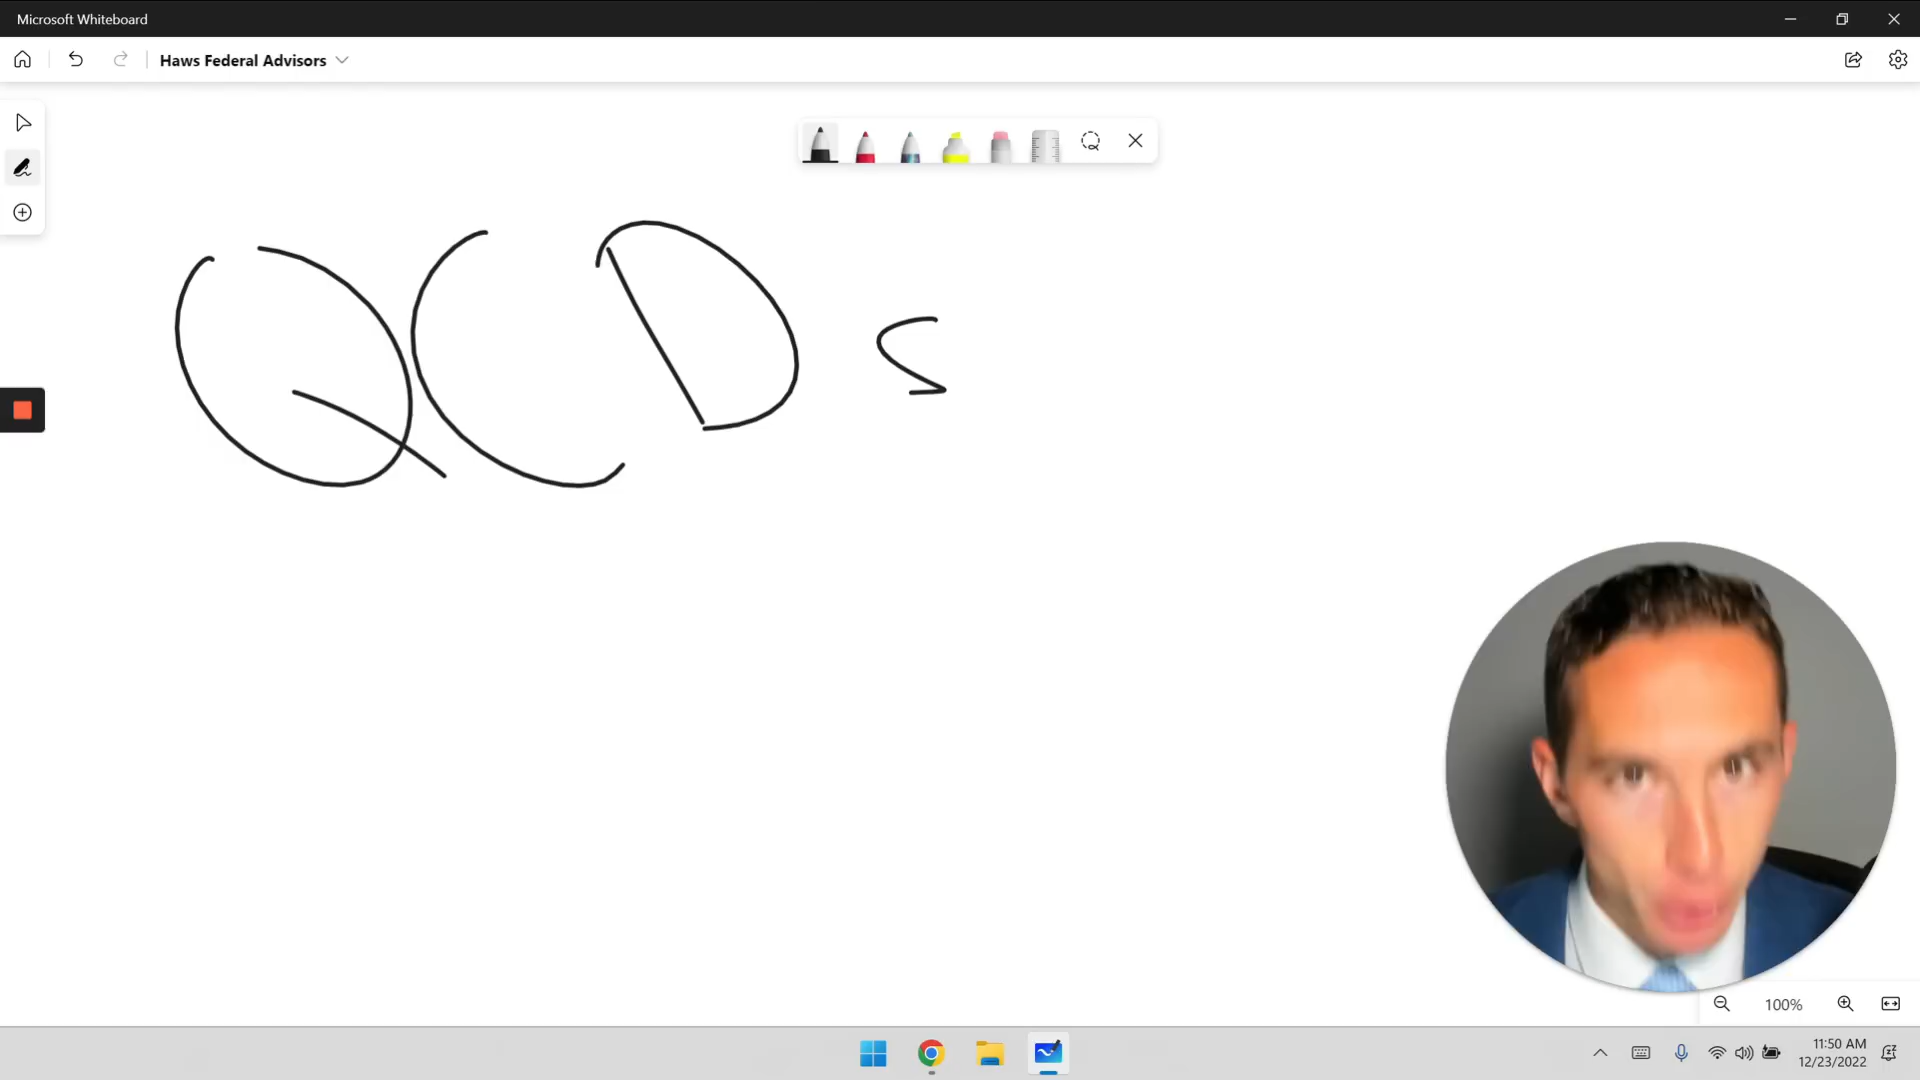 Microsoft Whiteboard
Haws Federal Advisors
QCDs
100%
11:50 AM
12/23/2022